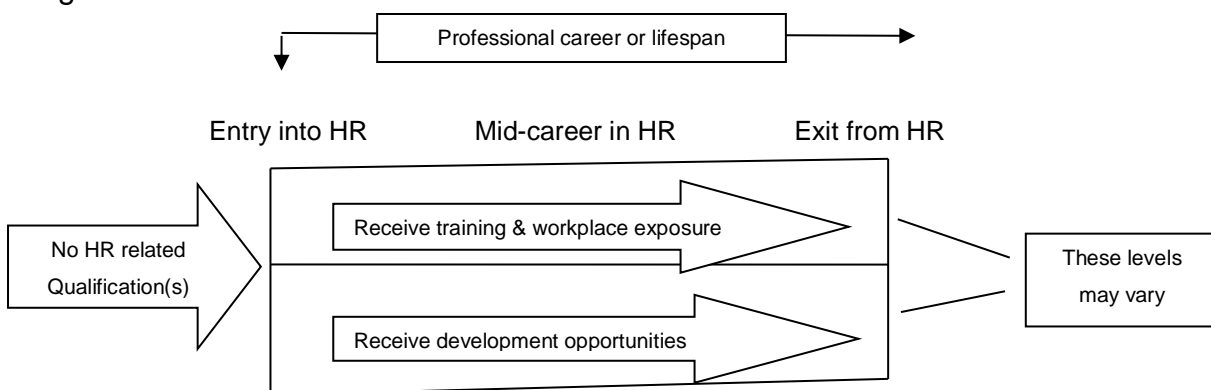 Professional career or lifespan
Entry into HR Mid-career in HR Exit from HR
Receive training & workplace exposure
No HR related
Qualification(s)
These levels
may vary
Receive development opportunities